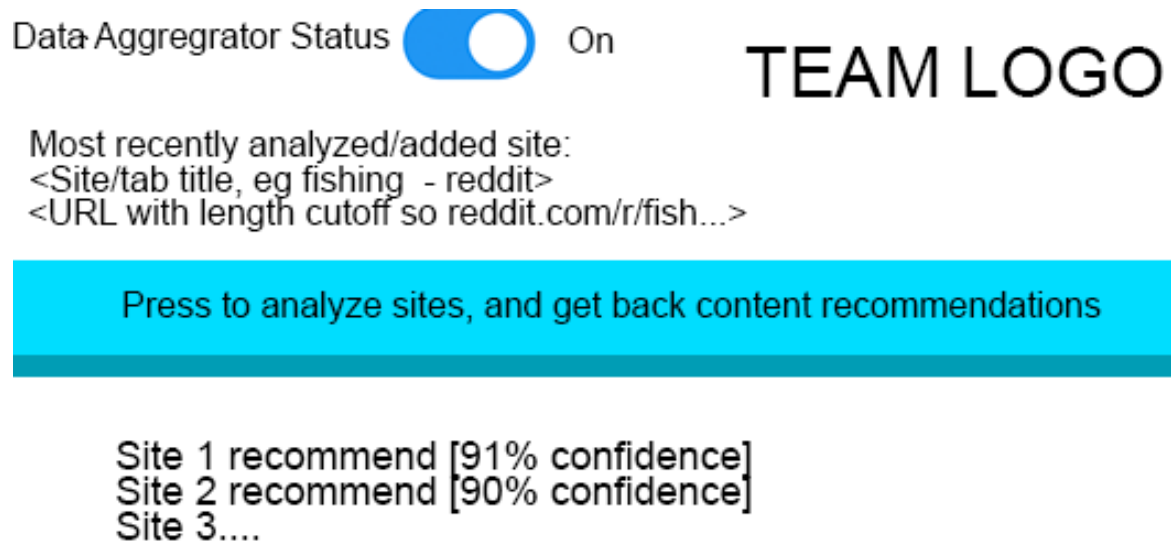 Data-Aggregrator Status On
TEAM LOGO
Most recently analyzed/added site:
<Site/tab title, eg fishing  - reddit>
<URL with length cutoff so reddit.com/r/fish...>
Press to analyze sites, and get back content recommendations
Site 1 recommend [91% confidence]
Site 2 recommend [90% confidence]
Site 3....